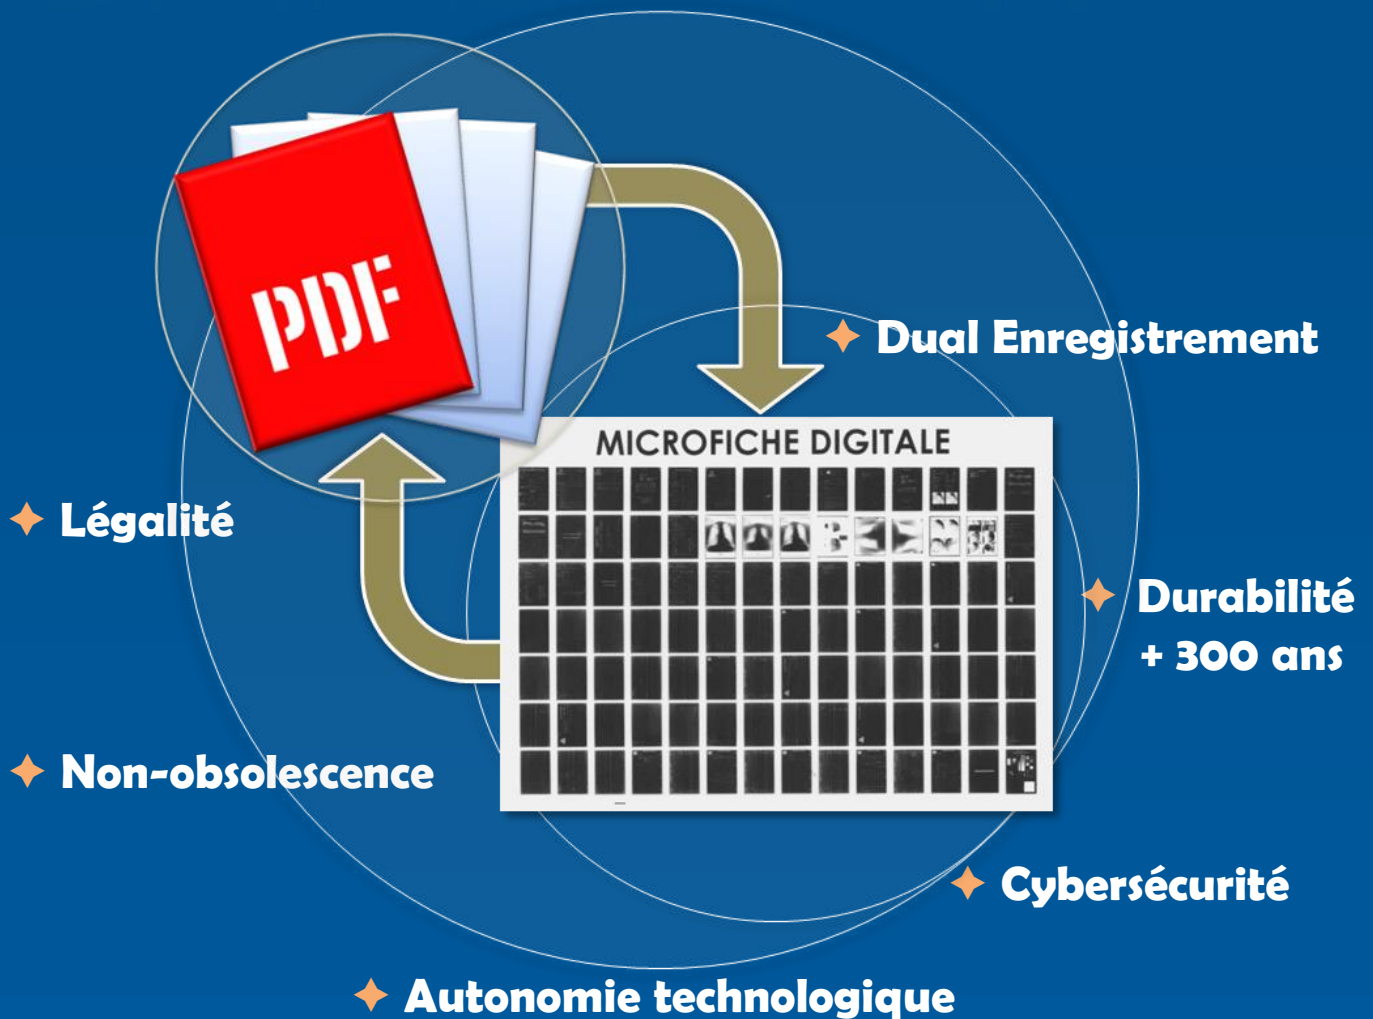 PDF
Dual Enregistrement
MICROFICHE DIGITALE
Légalité
Durabilité
+ 300 ans
Non-obsolescence
Cybersécurité
Autonomie technologique